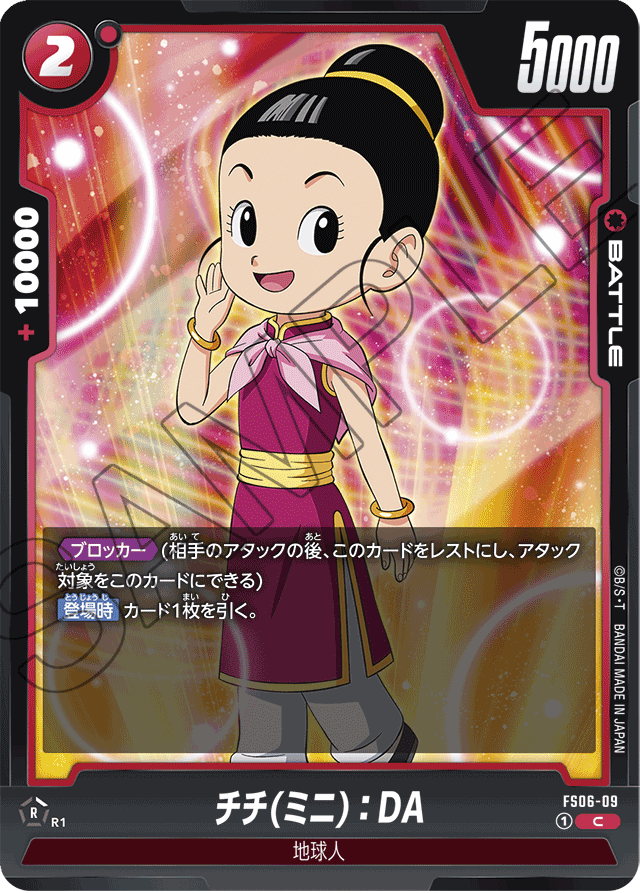 2
5000
+10000
BATTLE
SAMPLE
ブロッカー (相手のアタックの後、このカードをレストにし、アタック
対象をこのカードにできる)
登場時 カード1枚を引く。
©B/S・T BANDAI MADE IN JAPAN
R R1
チチ(ミニ):DA
FS06-09
1 C
地球人